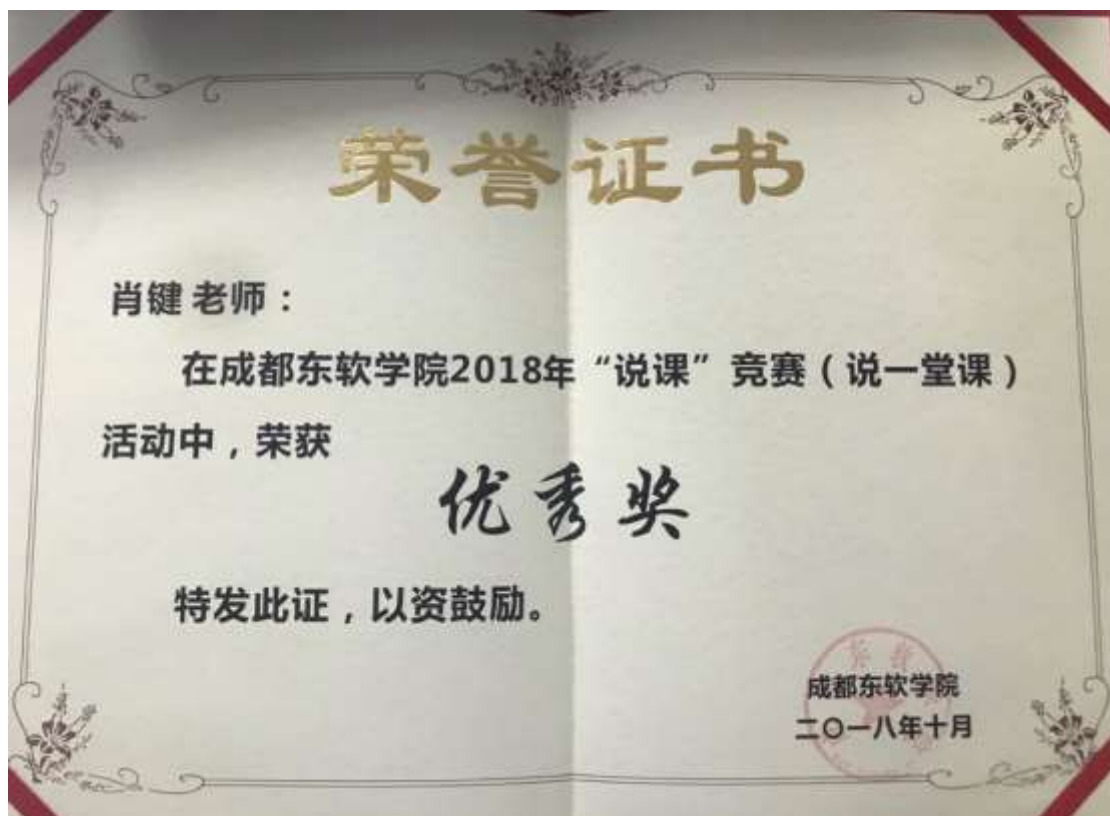 荣誉证书
肖键 老师：
在成都东软学院2018年“说课”竞赛（说一堂课）
活动中，荣获
优秀奖
特发此证，以资鼓励。
成都东软学院
二〇一八年十月